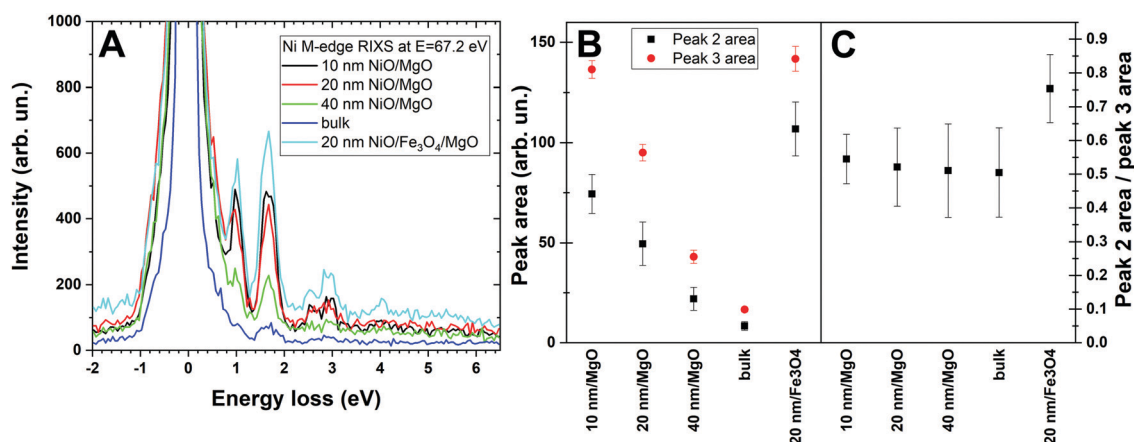 A
Ni M-edge RIXS at E=67.2 eV
10 nm NiO/MgO
20 nm NiO/MgO
40 nm NiO/MgO
bulk
20 nm NiO/Fe₃O₄/MgO
Intensity (arb. un.)
1000
800
600
400
200
0
-2 -1 0 1 2 3 4 5 6
Energy loss (eV)
B
Peak 2 area
Peak 3 area
Peak area (arb. un.)
150
100
50
0
10 nm/MgO
20 nm/MgO
40 nm/MgO
bulk
20 nm/Fe3O4
C
10 nm/MgO
20 nm/MgO
40 nm/MgO
bulk
20 nm/Fe3O4
0.9
0.8
0.7
0.6
0.5
0.4
0.3
0.2
0.1
0.0
Peak 2 area / peak 3 area